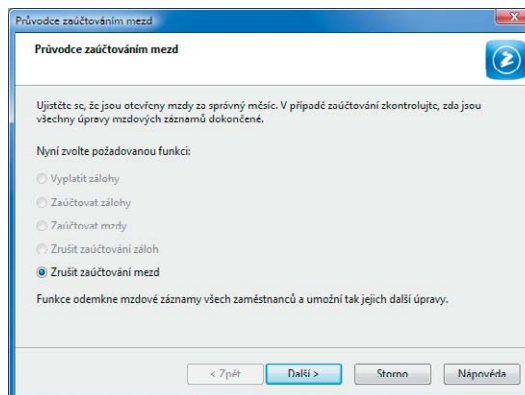 Průvodce zaúčtováním mezd
Průvodce zaúčtováním mezd
Ujistěte se, že jsou otevřeny mzdy za správný měsíc. V případě zaúčtování zkontrolujte, zda jsou
všechny úpravy mzdových záznamů dokončené.
Nyní zvolte požadovanou funkci:
Vyplatit zálohy
Zaúčtovat zálohy
Zaúčtovat mzdy
Zrušit zaúčtování záloh
Zrušit zaúčtování mezd
Funkce odemkne mzdové záznamy všech zaměstnanců a umožní tak jejich další úpravy.
< Zpět Další > Storno Nápověda